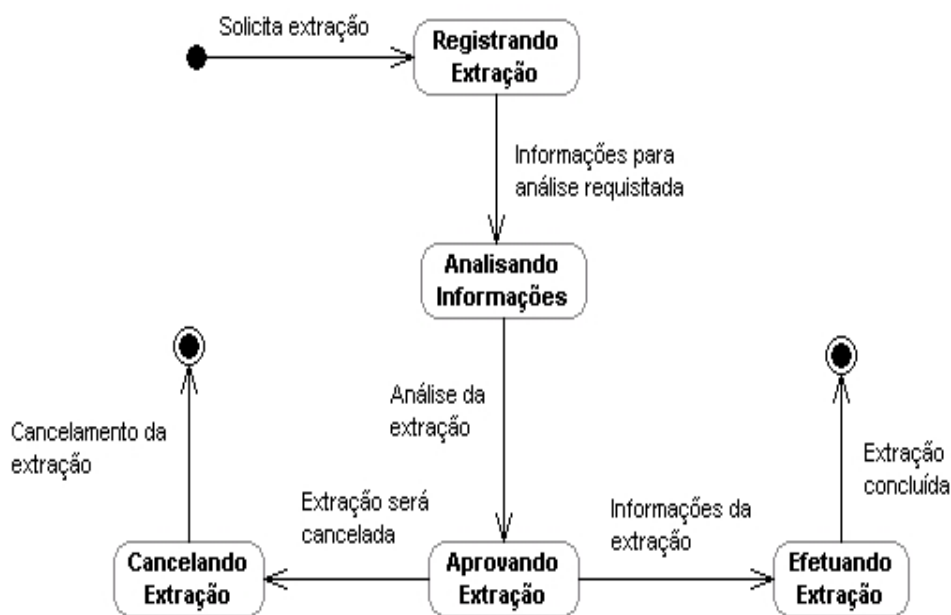 Solicita extração
Registrando
Extração
Informações para
análise requisitada
Analisando
Informações
Análise da
extração
Cancelamento da
extração
Extração
concluída
Extração será
cancelada
Informações da
extração
Cancelando
Extração
Aprovando
Extração
Efetuando
Extração